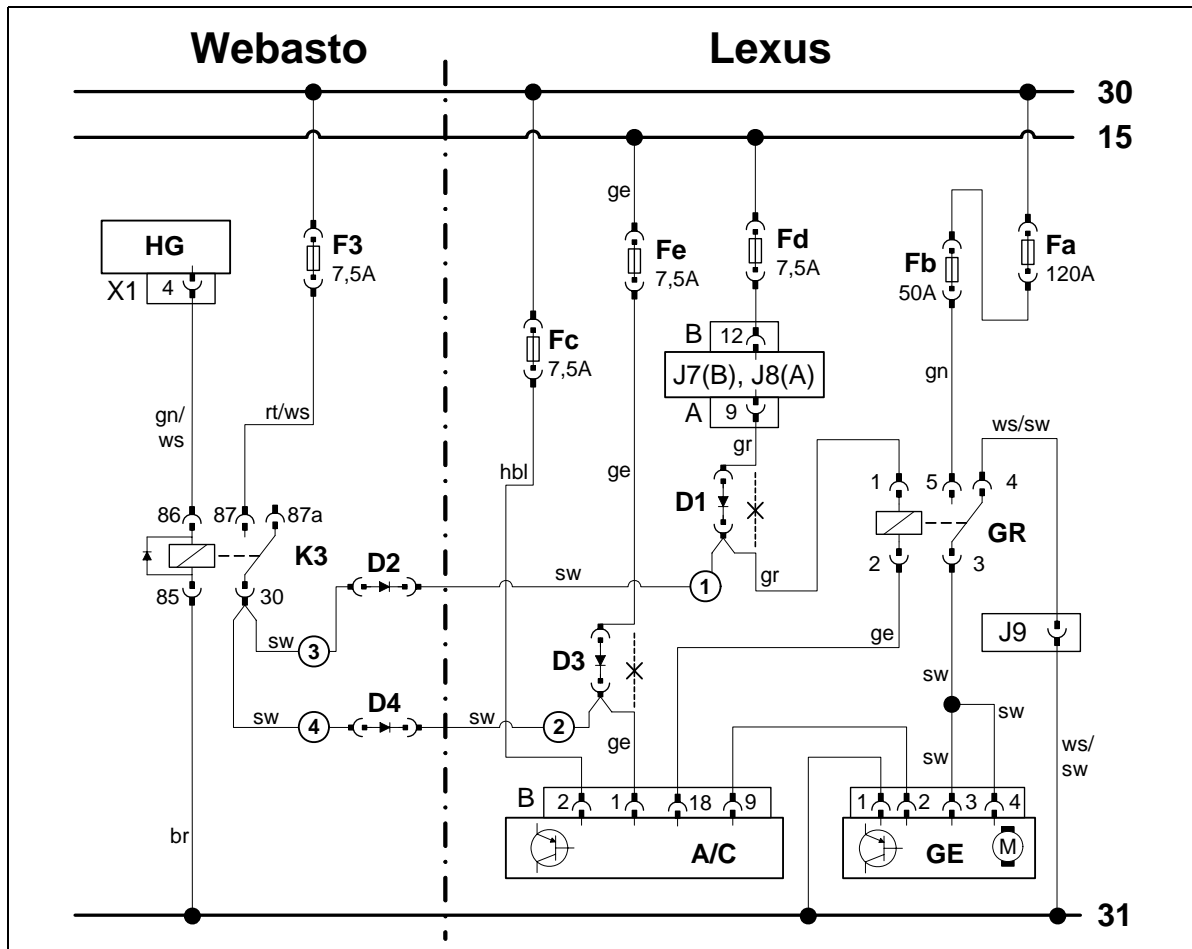 Webasto
Lexus
30
15
ge
HG
F3
7,5A
Fe
7,5A
Fd
7,5A
Fb
50A
Fa
120A
X1
4
Fc
7,5A
B
12
J7(B), J8(A)
A
9
gn
gn/
ws
rt/ws
ws/sw
gr
hbl
ge
D1
1
5
4
GR
86
87
87a
K3
D2
sw
1
gr
2
3
85
30
sw
3
D3
ge
J9
D4
sw
4
sw
2
ge
sw
sw
sw
ws/
sw
B
2
1
18
9
1
2
3
4
br
A/C
GE
M
31